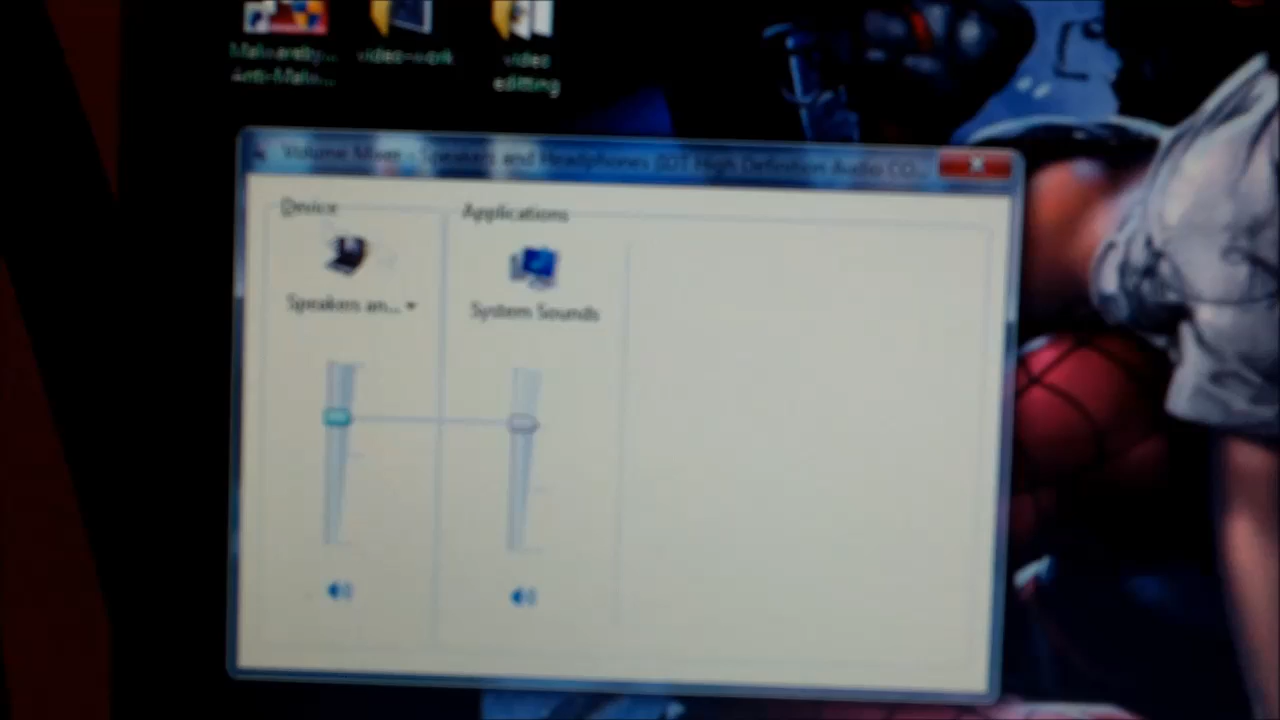 Malwareby... video-work video
Anti-Malw... editing
Volume Mixer - Speakers and Headphones (IDT High Definition Audio CO...
Device
Applications
Speakers an...
System Sounds